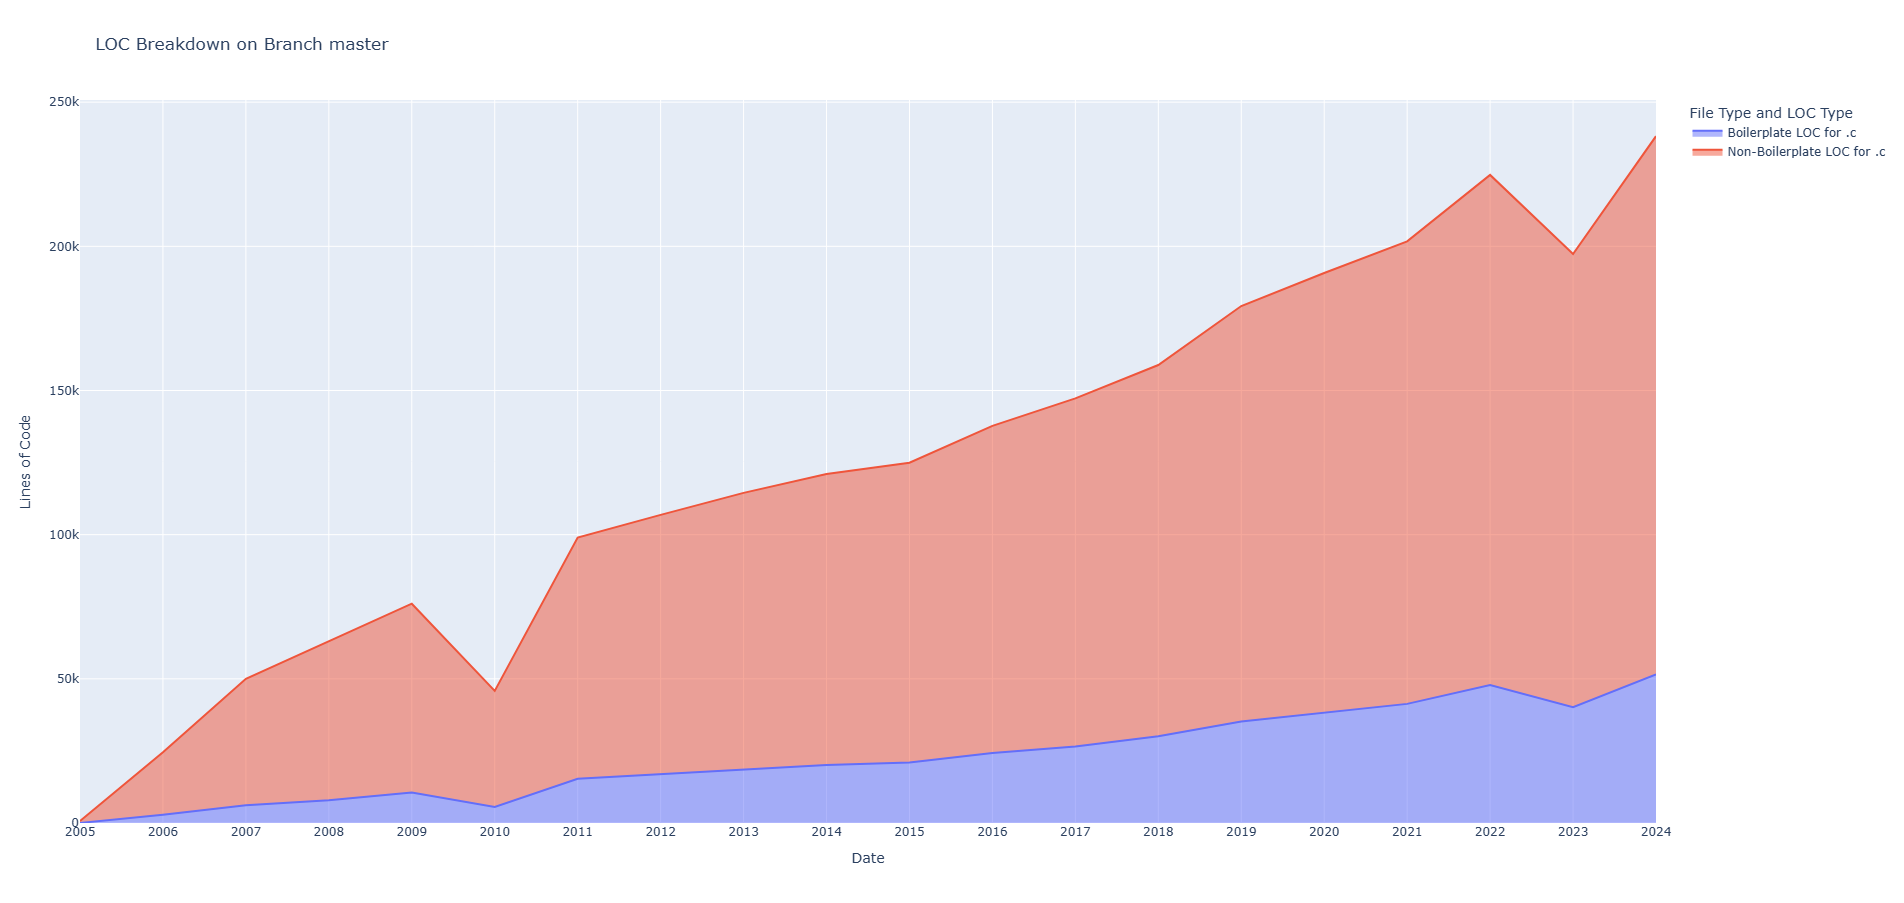 LOC Breakdown on Branch master
250k
200k
150k
100k
50k
0
Lines of Code
2005 2006 2007 2008 2009 2010 2011 2012 2013 2014 2015 2016 2017 2018 2019 2020 2021 2022 2023 2024
Date
File Type and LOC Type
Boilerplate LOC for .c
Non-Boilerplate LOC for .c